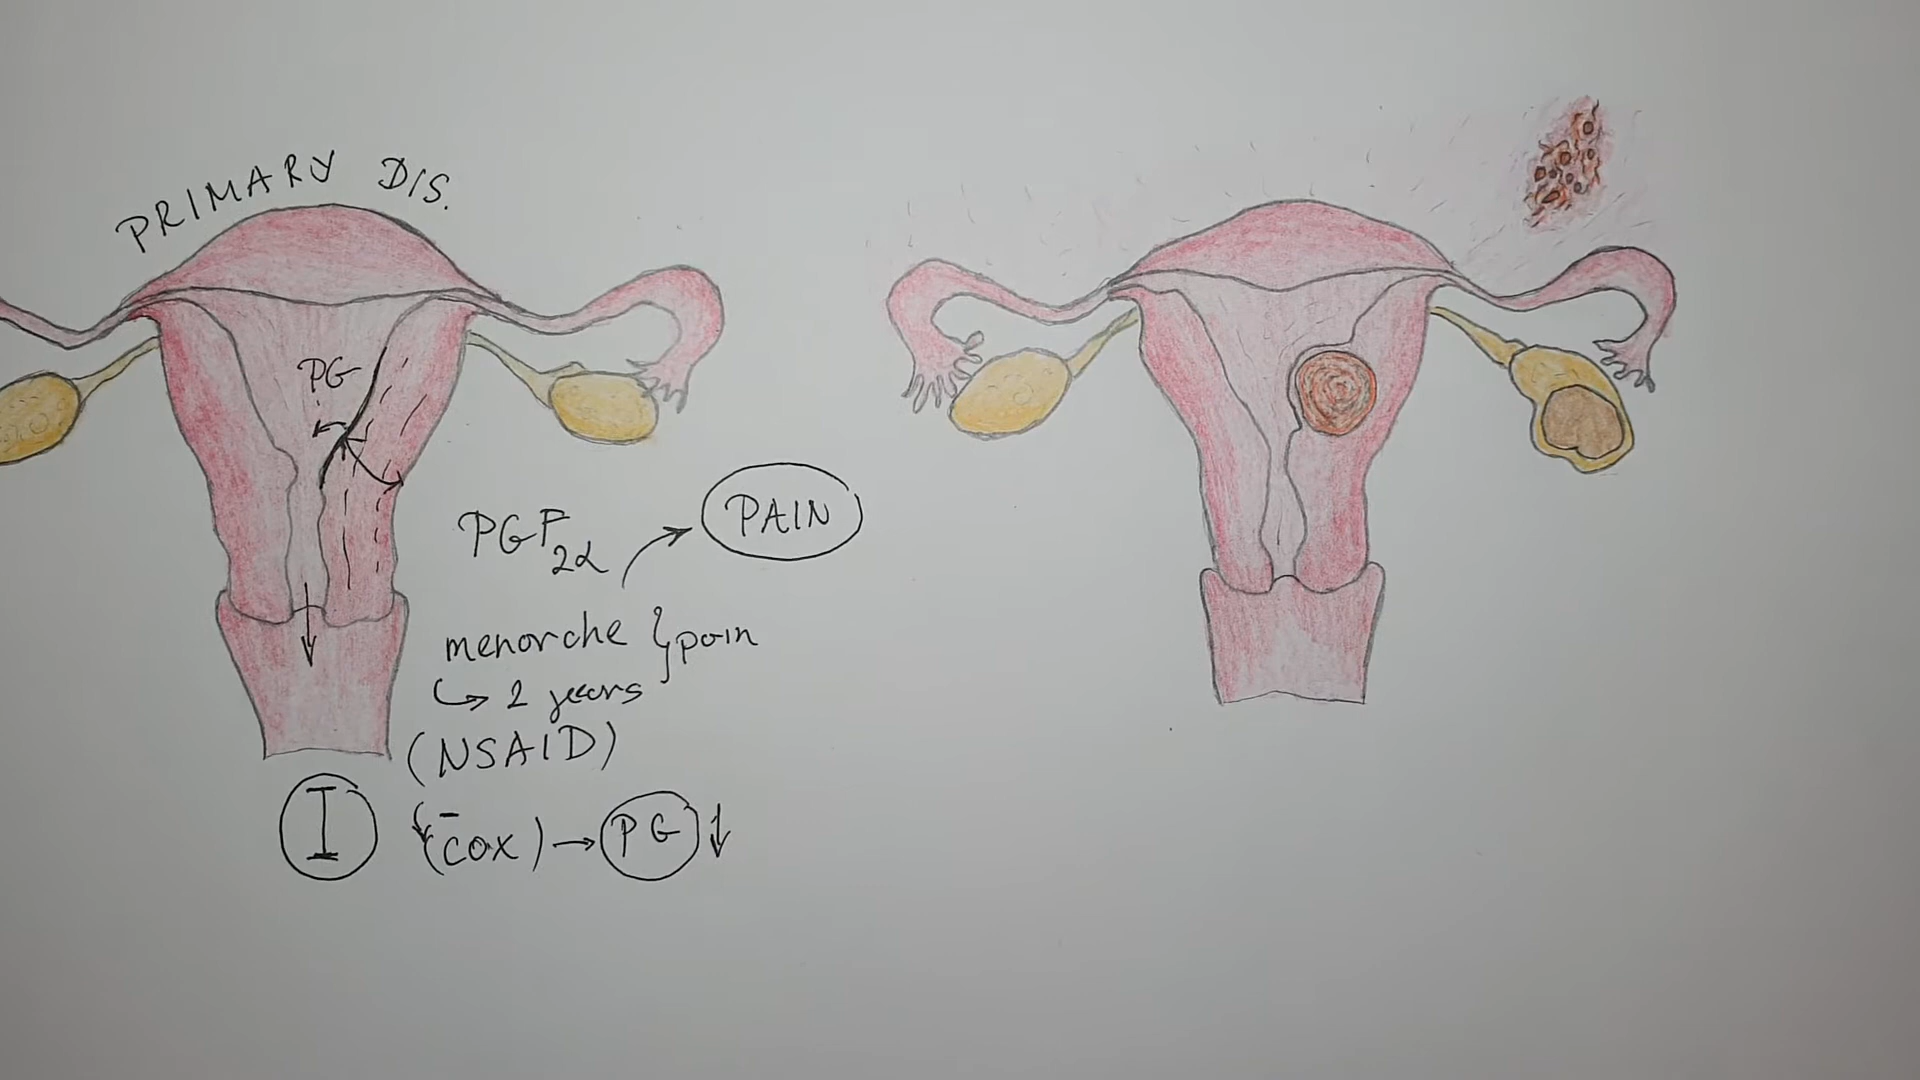 PRIMARY DIS.
PG
PGF2α
PAIN
menorche } pain
↳ 2 years
(NSAID)
I
(cox) → PG ↓